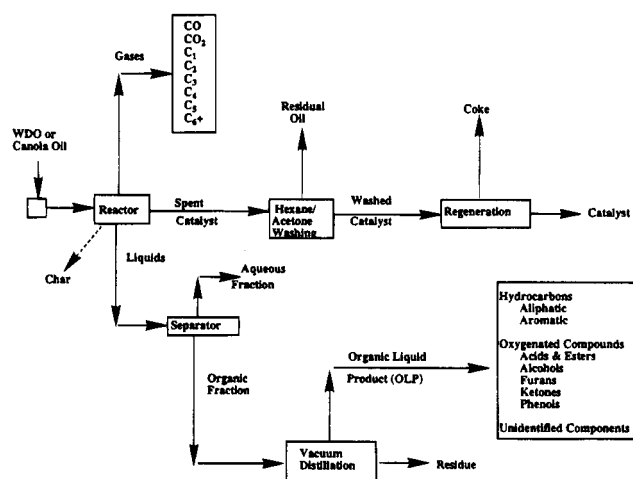 CO
CO2
C1
C2
C3
C4
C5
C6+
Gases
Residual
Oil
Coke
WDO or
Canola Oil
Reactor
Spent
Catalyst
Hexane/
Acetone
Washing
Washed
Catalyst
Regeneration
Catalyst
Char
Liquids
Aqueous
Fraction
Separator
Organic
Fraction
Organic Liquid
Product (OLP)
Hydrocarbons
Aliphatic
Aromatic
Oxygenated Compounds
Acids & Esters
Alcohols
Furans
Ketones
Phenols
Unidentified Components
Vacuum
Distillation
Residue